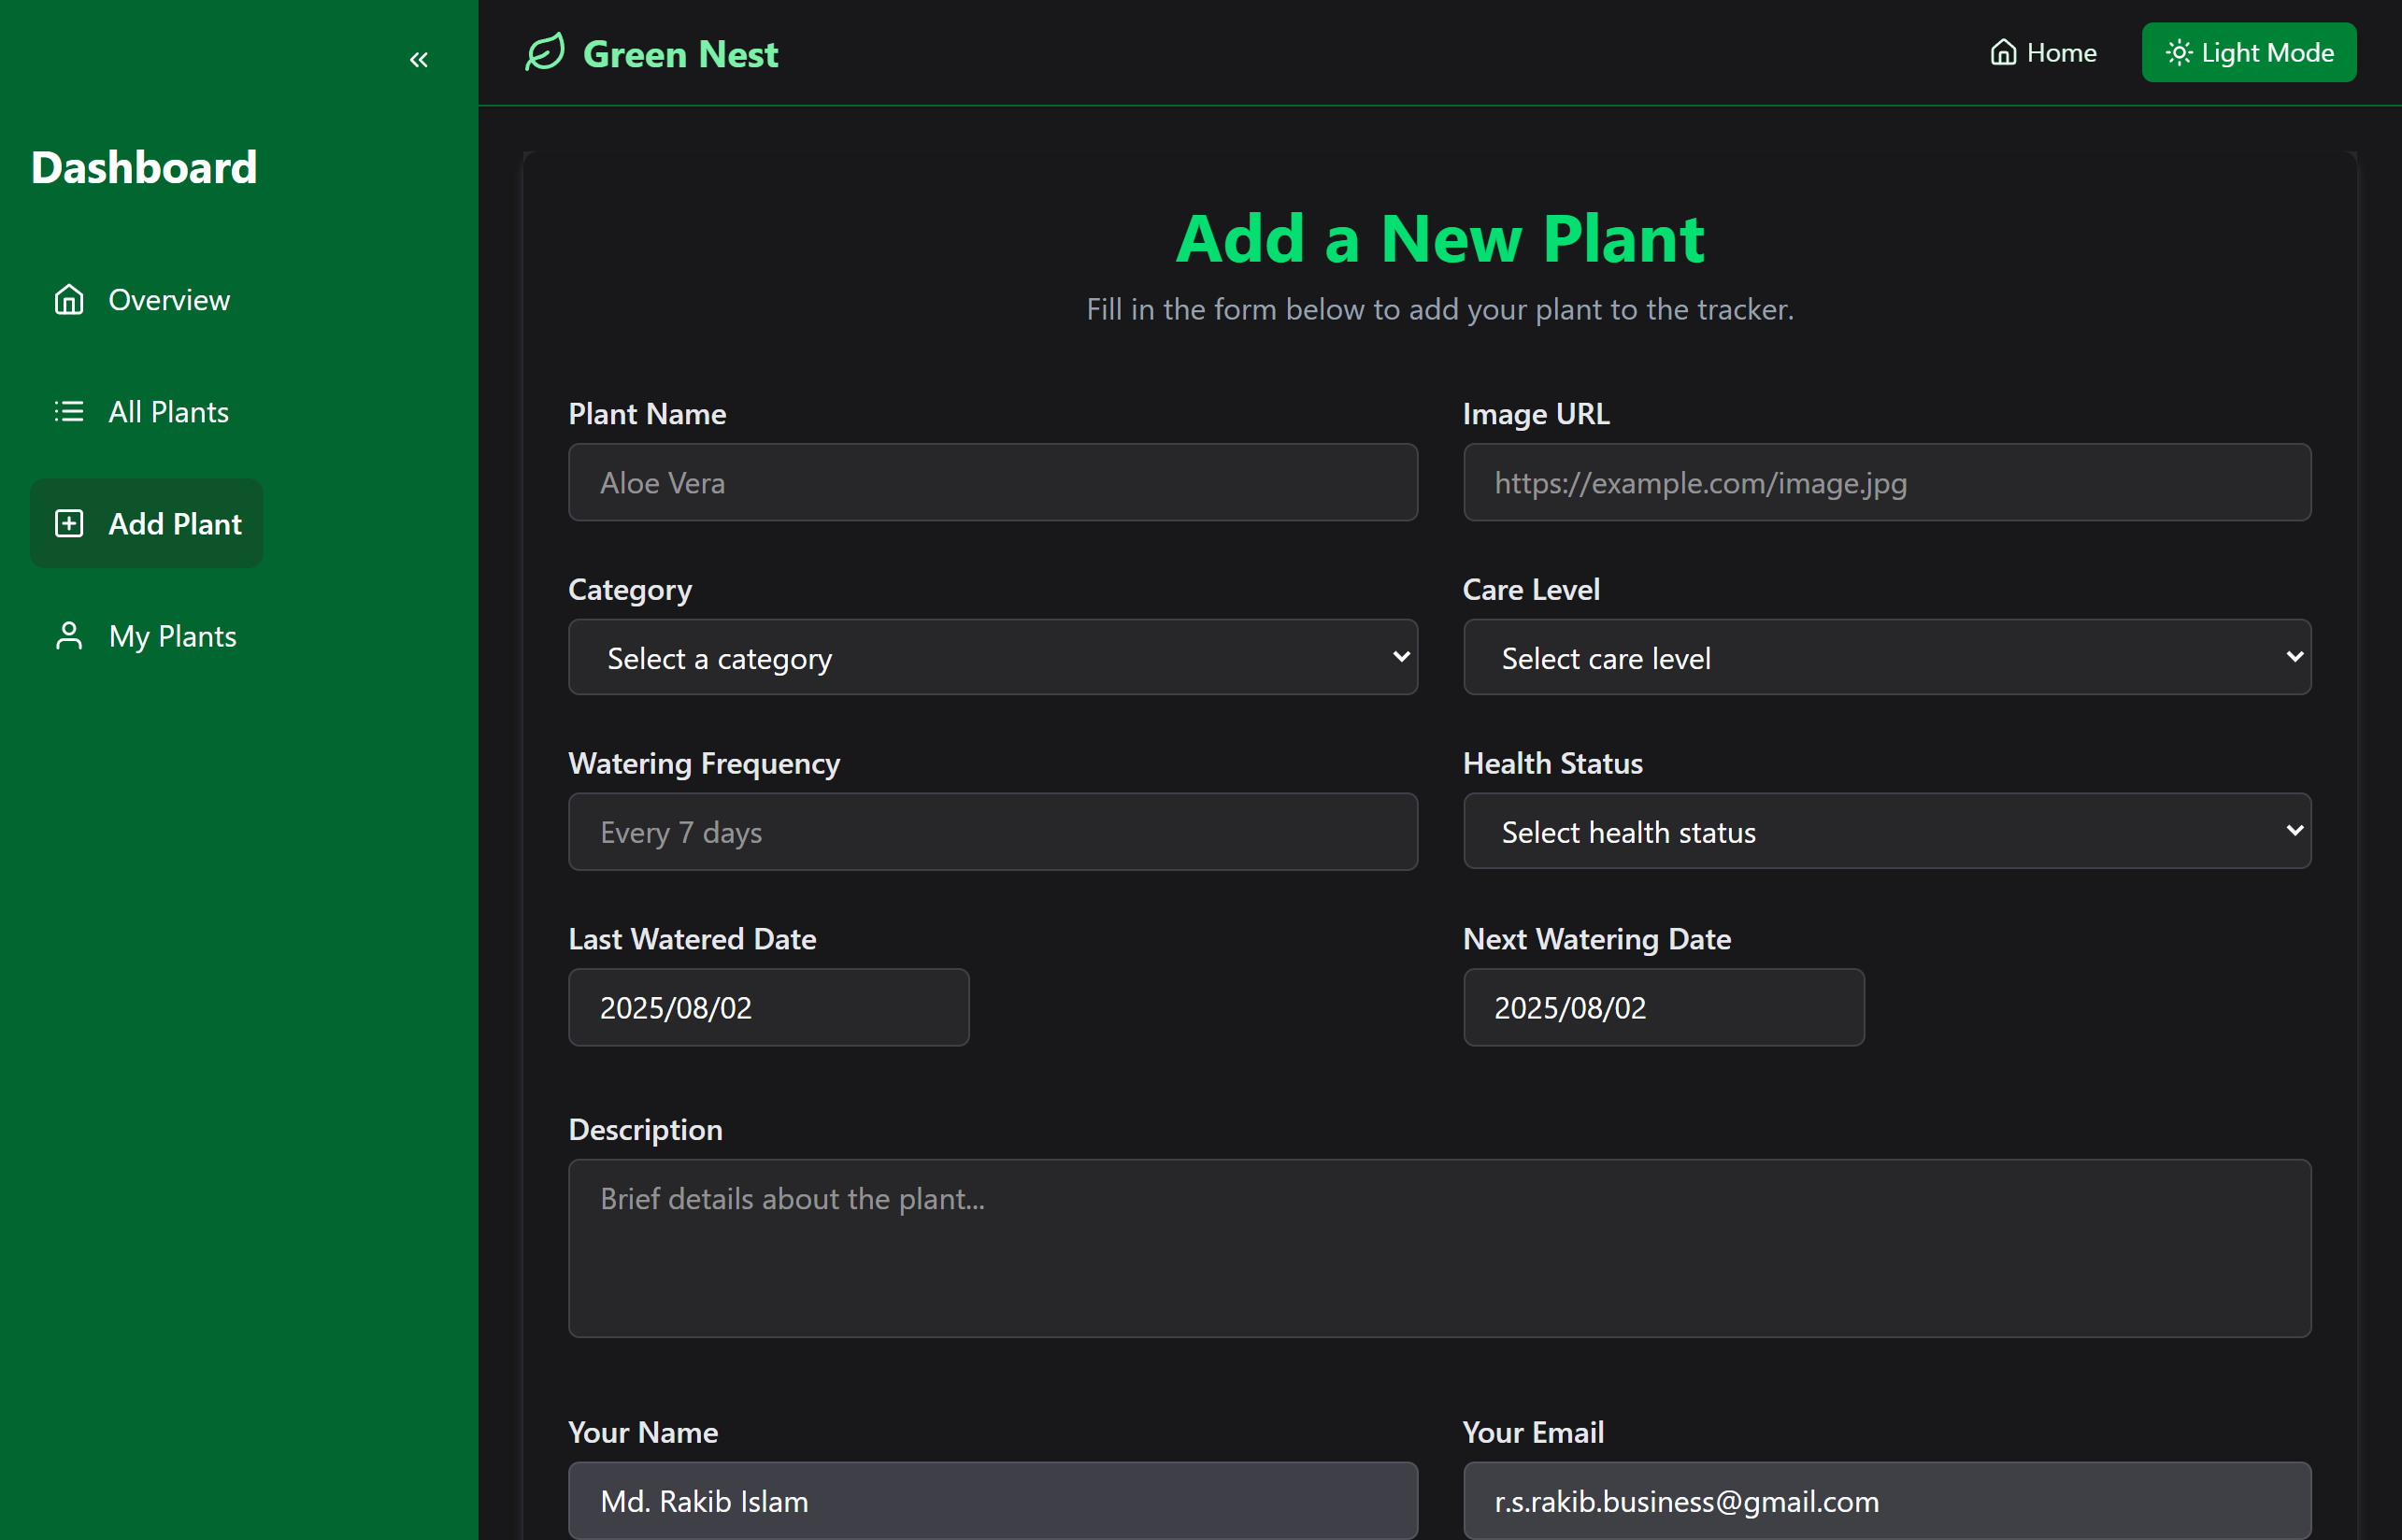 Dashboard
Overview
All Plants
Add Plant
My Plants
Green Nest
Home
Light Mode
Add a New Plant
Fill in the form below to add your plant to the tracker.
Plant Name
Aloe Vera
Image URL
https://example.com/image.jpg
Category
Select a category
Care Level
Select care level
Watering Frequency
Every 7 days
Health Status
Select health status
Last Watered Date
2025/08/02
Next Watering Date
2025/08/02
Description
Brief details about the plant...
Your Name
Md. Rakib Islam
Your Email
r.s.rakib.business@gmail.com